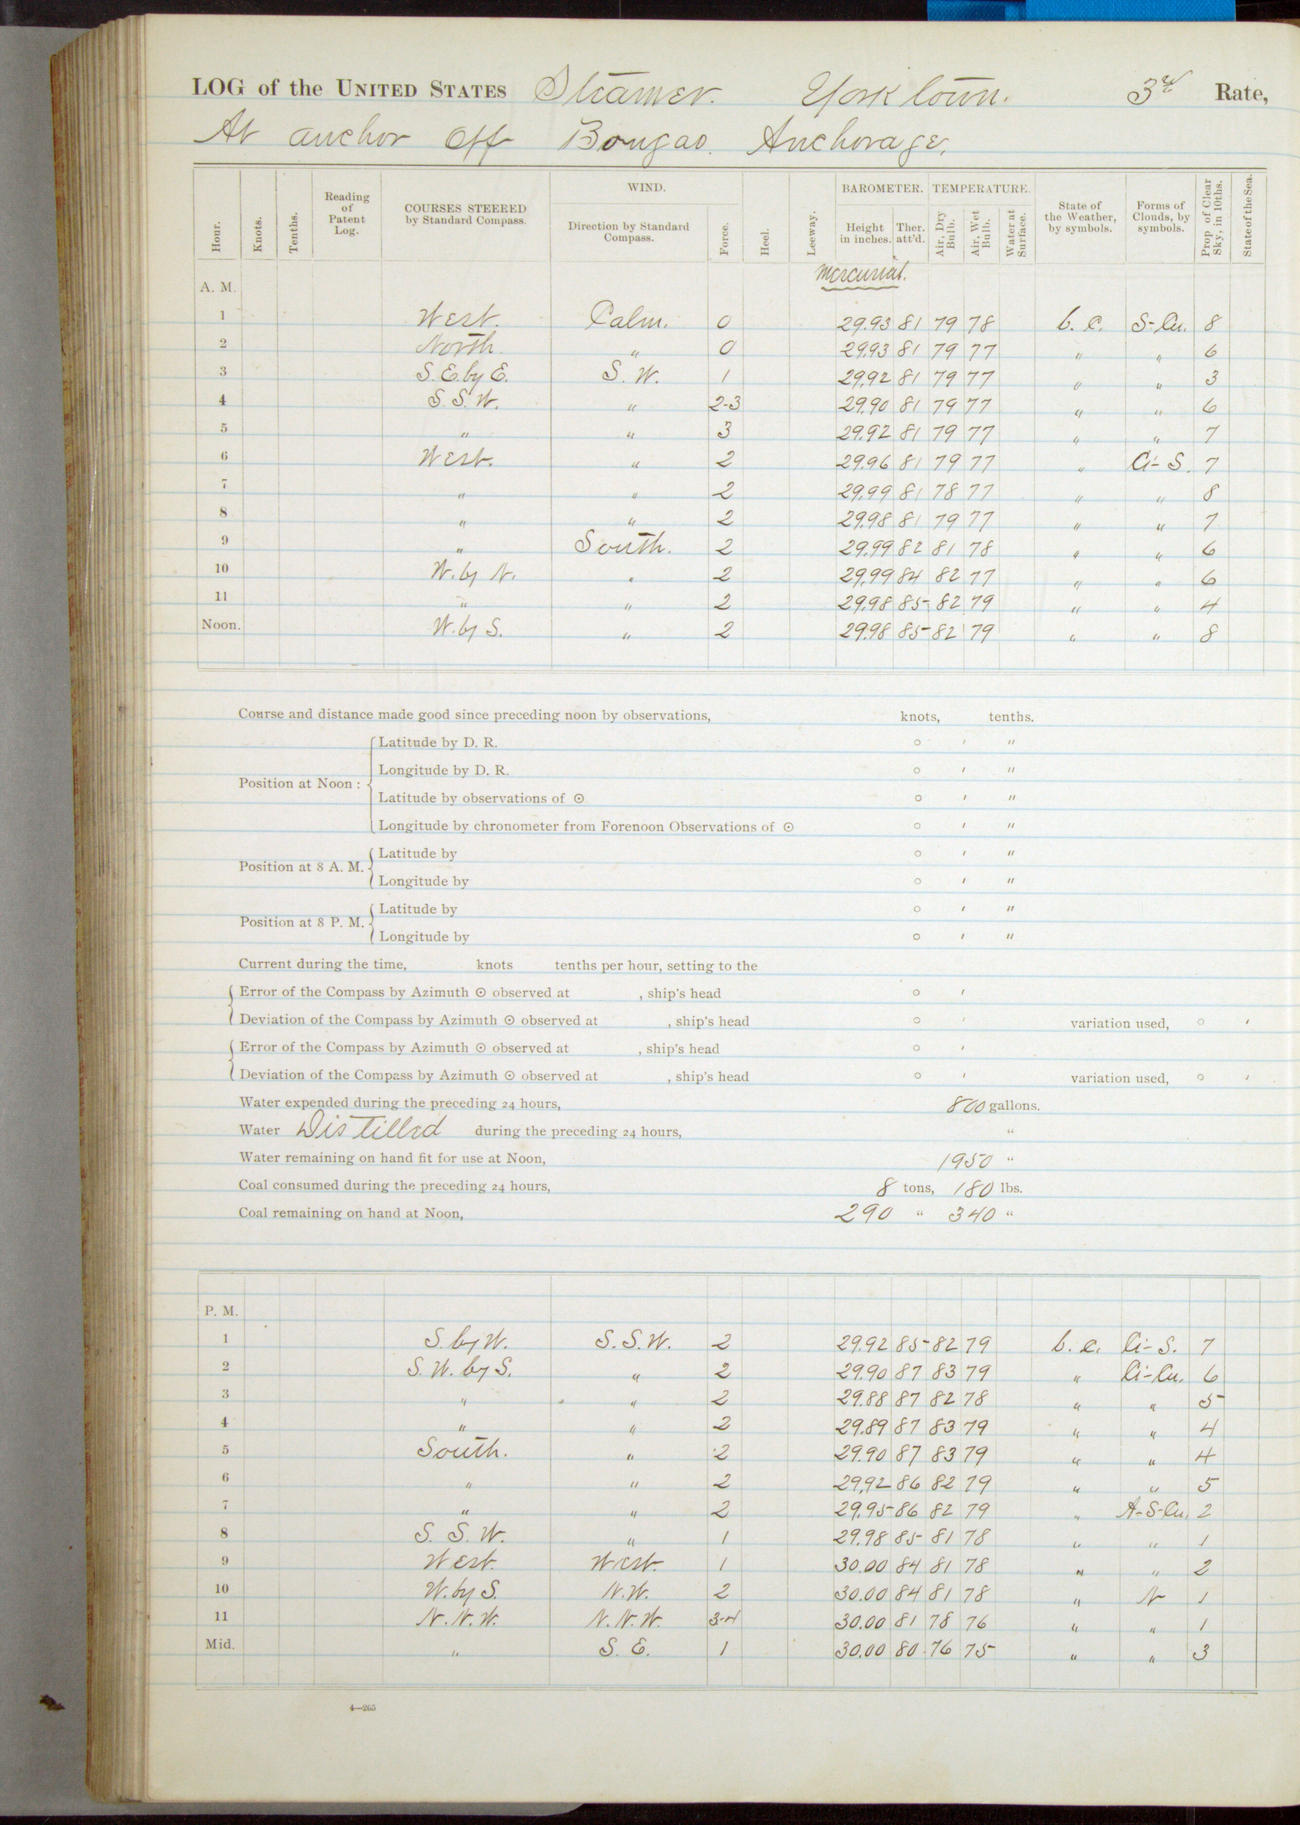 LOG of the UNITED STATES Steamer. Yorktown. 3rd Rate,
At anchor off Bongao. Anchorage.
Hour. Knots. Tenths. Reading of Patent Log. COURSES STEERED by Standard Compass. WIND. Direction by Standard Compass. Force. Heel. Leeway. BAROMETER. Height in inches. Ther. att'd. TEMPERATURE. Air, Dry Bulb. Air, Wet Bulb. Water at Surface. State of the Weather, by symbols. Forms of Clouds, by symbols. Prop. of Clear Sky, in 10ths. State of the Sea.
Mercurial.
A. M.
1 West. Calm. 0 29.93 81 79 78 b. c. S-Cu. 8
2 North " 0 29.93 81 79 77 " " 6
3 S. E. by E. S. W. 1 29.92 81 79 77 " " 3
4 S. S. W. " 2-3 29.90 81 79 77 " " 6
5 " " 3 29.92 81 79 77 " " 7
6 West. " 2 29.96 81 79 77 " Ci-S. 7
7 " " 2 29.99 81 78 77 " " 8
8 " " 2 29.98 81 79 77 " " 7
9 " South. 2 29.99 82 81 78 " " 6
10 W. by N. " 2 29.99 84 82 77 " " 6
11 " " 2 29.98 85 82 79 " " 4
Noon. W. by S. " 2 29.98 85 82 79 " " 8
Course and distance made good since preceding noon by observations, knots, tenths.
Position at Noon :
Latitude by D. R. ° ′ ″
Longitude by D. R. ° ′ ″
Latitude by observations of ☉ ° ′ ″
Longitude by chronometer from Forenoon Observations of ☉ ° ′ ″
Position at 8 A. M.
Latitude by ° ′ ″
Longitude by ° ′ ″
Position at 8 P. M.
Latitude by ° ′ ″
Longitude by ° ′ ″
Current during the time, knots tenths per hour, setting to the
Error of the Compass by Azimuth ☉ observed at , ship's head ° ′
Deviation of the Compass by Azimuth ☉ observed at , ship's head ° ′ variation used, ° ′
Error of the Compass by Azimuth ☉ observed at , ship's head ° ′
Deviation of the Compass by Azimuth ☉ observed at , ship's head ° ′ variation used, ° ′
Water expended during the preceding 24 hours, 800 gallons.
Water Distilled during the preceding 24 hours, "
Water remaining on hand fit for use at Noon, 1950 "
Coal consumed during the preceding 24 hours, 8 tons, 180 lbs.
Coal remaining on hand at Noon, 290 " 340 "
P. M.
1 S. by W. S. S. W. 2 29.92 85 82 79 b. c. Ci-S. 7
2 S. W. by S. " 2 29.90 87 83 79 " Ci-Cu. 6
3 " " 2 29.88 87 82 78 " " 5
4 " " 2 29.89 87 83 79 " " 4
5 South. " 2 29.90 87 83 79 " " 4
6 " " 2 29.92 86 82 79 " " 5
7 " " 2 29.95 86 82 79 " A-S-Cu. 2
8 S. S. W. " 1 29.98 85 81 78 " " 1
9 West. West. 1 30.00 84 81 78 " " 2
10 W. by S. N. W. 2 30.00 84 81 78 " N 1
11 N. N. W. N. N. W. 3-4 30.00 81 78 76 " " 1
Mid. " S. E. 1 30.00 80 76 75 " " 3
4—265